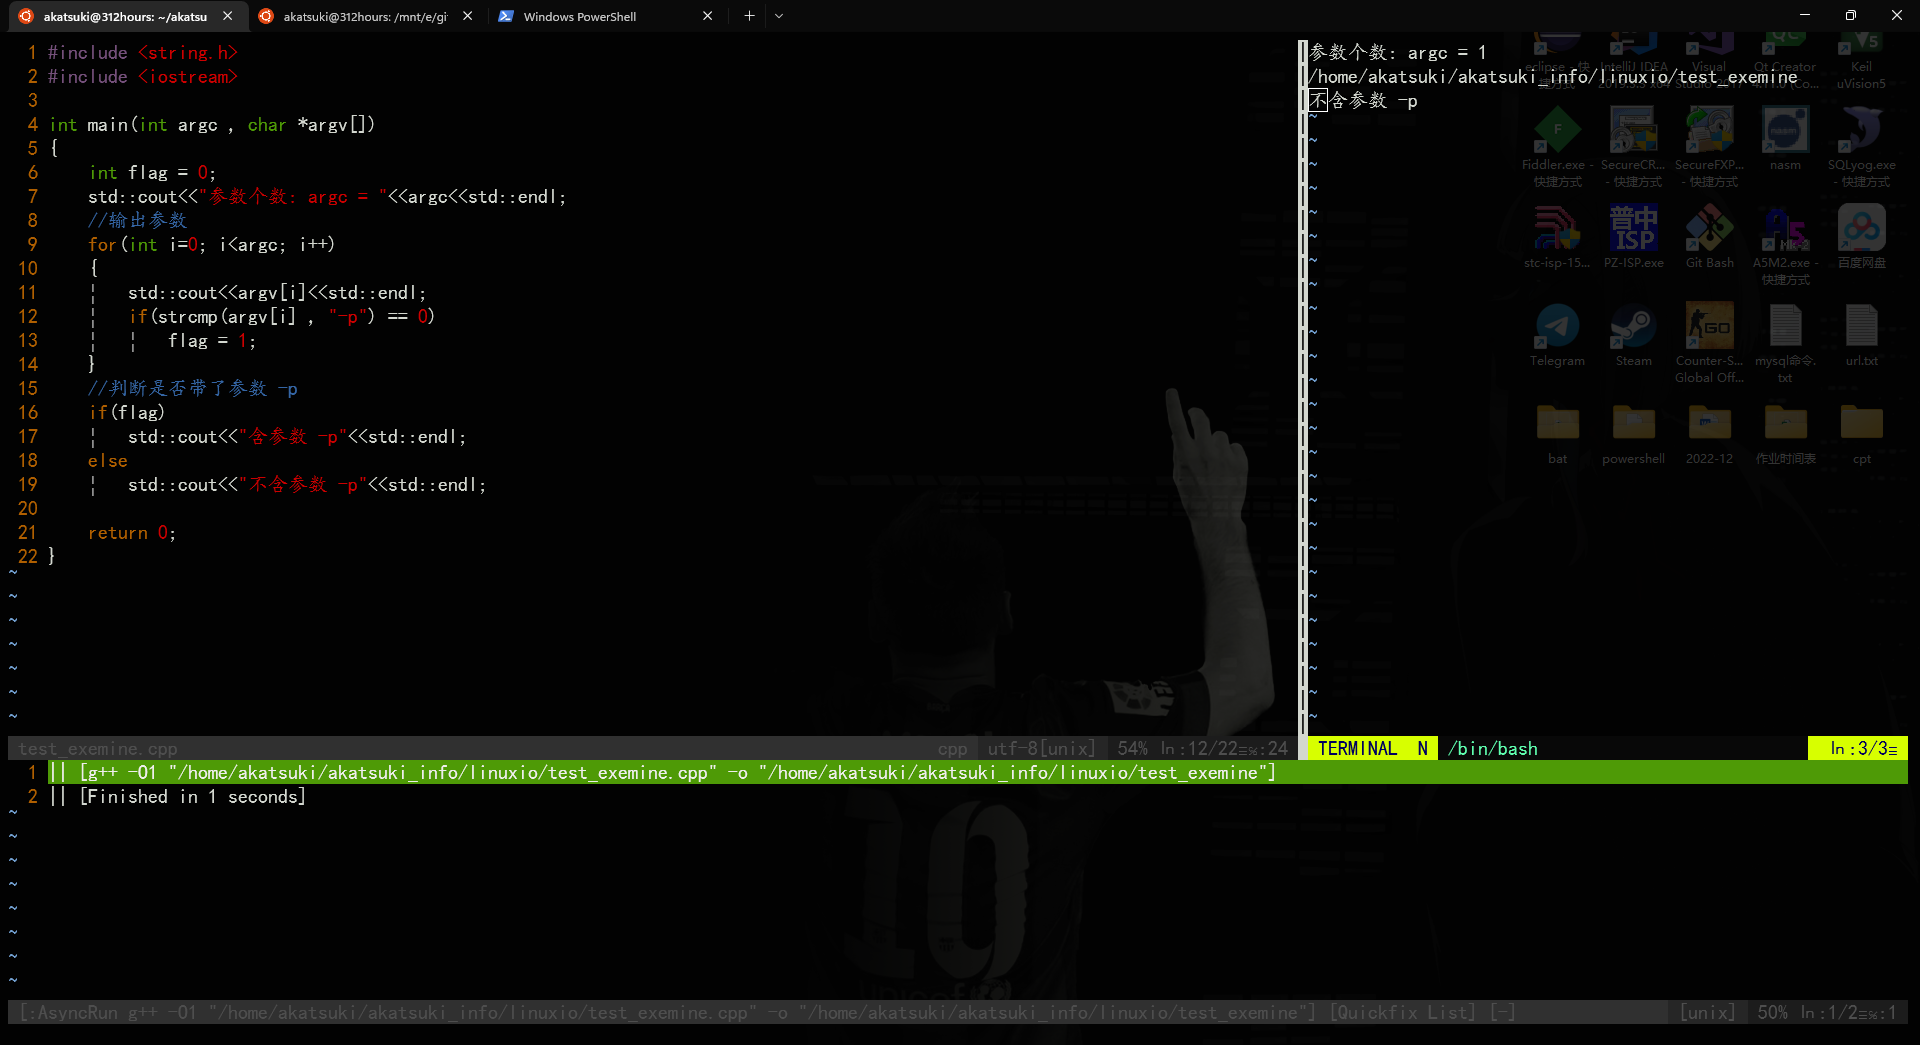 akatsuki@312hours: ~/akatsu
akatsuki@312hours: /mnt/e/gi
Windows PowerShell
1 #include <string.h>
2 #include <iostream>
3
4 int main(int argc , char *argv[])
5 {
6 int flag = 0;
7 std::cout<<"参数个数: argc = "<<argc<<std::endl;
8 //输出参数
9 for(int i=0; i<argc; i++)
10 {
11 ¦ std::cout<<argv[i]<<std::endl;
12 ¦ if(strcmp(argv[i] , "-p") == 0)
13 ¦ ¦ flag = 1;
14 }
15 //判断是否带了参数 -p
16 if(flag)
17 ¦ std::cout<<"含参数 -p"<<std::endl;
18 else
19 ¦ std::cout<<"不含参数 -p"<<std::endl;
20
21 return 0;
22 }
test_exemine.cpp cpp utf-8[unix] 54% ln:12/22≡%:24
参数个数: argc = 1
/home/akatsuki/akatsuki_info/linuxio/test_exemine
不含参数 -p
eclipse - 快捷方式
IntelliJ IDEA
Visual
Qt Creator
Keil
uVision5
Fiddler.exe - 快捷方式
SecureCR... - 快捷方式
SecureFXP... - 快捷方式
nasm
SQLyog.exe - 快捷方式
stc-isp-15...
普中
ISP
PZ-ISP.exe
Git Bash
A5M2.exe - 快捷方式
百度网盘
Telegram
Steam
GO
Counter-S... Global Off...
mysql命令.txt
url.txt
bat
powershell
2022-12
作业时间表
cpt
TERMINAL N /bin/bash ln:3/3≡
1 || [g++ -O1 "/home/akatsuki/akatsuki_info/linuxio/test_exemine.cpp" -o "/home/akatsuki/akatsuki_info/linuxio/test_exemine"]
2 || [Finished in 1 seconds]
10
[:AsyncRun g++ -O1 "/home/akatsuki/akatsuki_info/linuxio/test_exemine.cpp" -o "/home/akatsuki/akatsuki_info/linuxio/test_exemine"] [Quickfix List] [-] [unix] 50% ln:1/2≡%:1